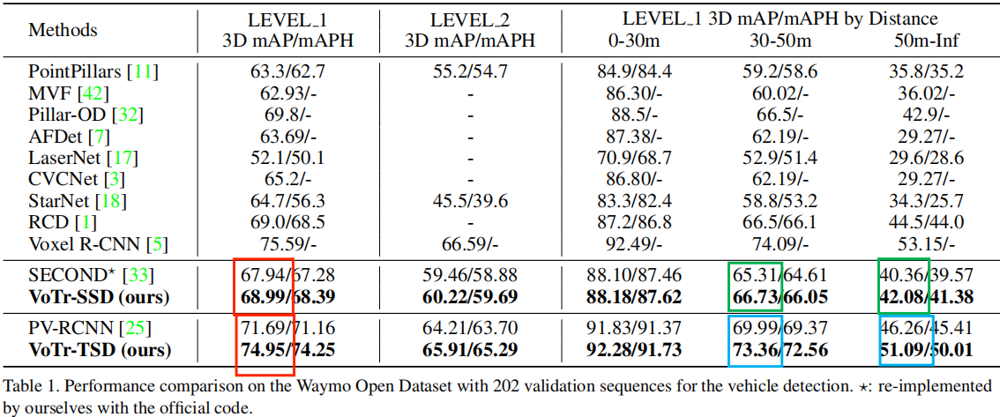 Methods LEVEL_1 LEVEL_2 LEVEL_1 3D mAP/mAPH by Distance
3D mAP/mAPH 3D mAP/mAPH 0-30m 30-50m 50m-Inf
PointPillars [11] 63.3/62.7 55.2/54.7 84.9/84.4 59.2/58.6 35.8/35.2
MVF [42] 62.93/- - 86.30/- 60.02/- 36.02/-
Pillar-OD [32] 69.8/- - 88.5/- 66.5/- 42.9/-
AFDet [7] 63.69/- - 87.38/- 62.19/- 29.27/-
LaserNet [17] 52.1/50.1 - 70.9/68.7 52.9/51.4 29.6/28.6
CVCNet [3] 65.2/- - 86.80/- 62.19/- 29.27/-
StarNet [18] 64.7/56.3 45.5/39.6 83.3/82.4 58.8/53.2 34.3/25.7
RCD [1] 69.0/68.5 - 87.2/86.8 66.5/66.1 44.5/44.0
Voxel R-CNN [5] 75.59/- 66.59/- 92.49/- 74.09/- 53.15/-
SECOND⋆ [33] 67.94/67.28 59.46/58.88 88.10/87.46 65.31/64.61 40.36/39.57
VoTr-SSD (ours) 68.99/68.39 60.22/59.69 88.18/87.62 66.73/66.05 42.08/41.38
PV-RCNN [25] 71.69/71.16 64.21/63.70 91.83/91.37 69.99/69.37 46.26/45.41
VoTr-TSD (ours) 74.95/74.25 65.91/65.29 92.28/91.73 73.36/72.56 51.09/50.01
Table 1. Performance comparison on the Waymo Open Dataset with 202 validation sequences for the vehicle detection. ⋆: re-implemented
by ourselves with the official code.